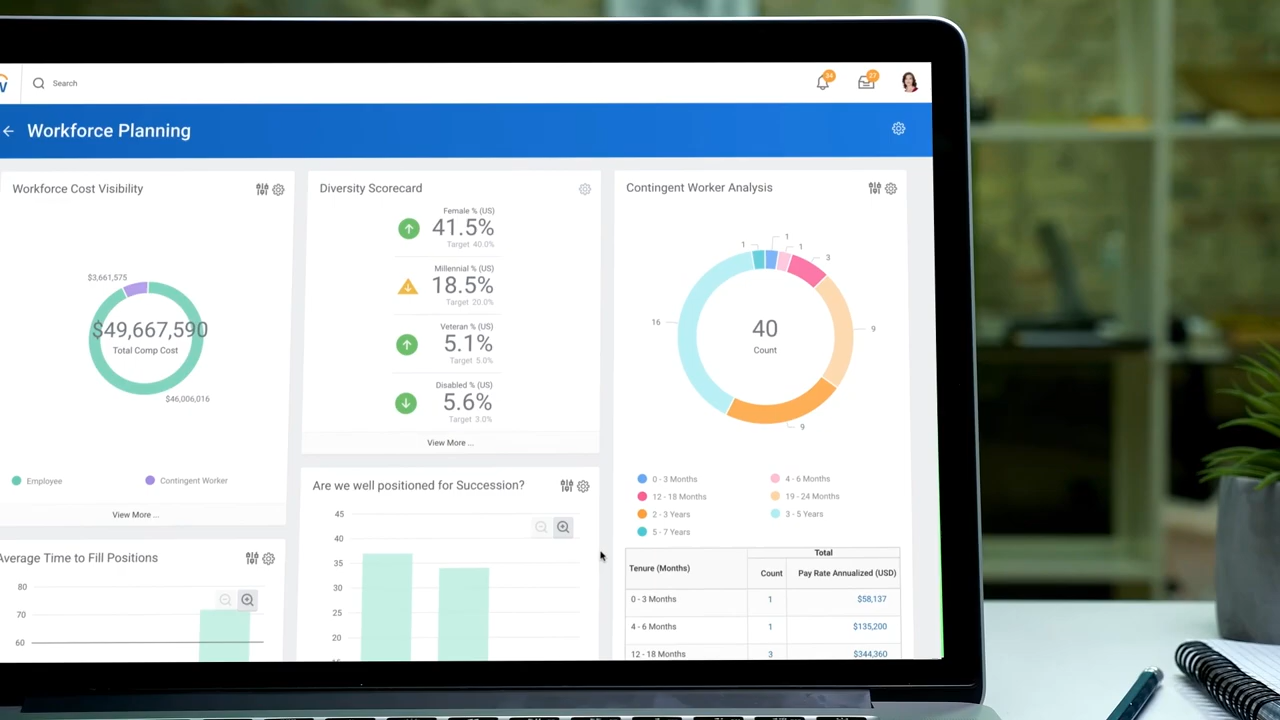 W
Search
34
27
Workforce Planning
Workforce Cost Visibility
$3,661,575
$49,667,590
Total Comp Cost
$46,006,016
Employee
Contingent Worker
View More ...
Average Time to Fill Positions
80
70
60
Diversity Scorecard
Female % (US)
41.5%
Target 40.0%
Millennial % (US)
18.5%
Target 20.0%
Veteran % (US)
5.1%
Target 5.0%
Disabled % (US)
5.6%
Target 3.0%
View More ...
Are we well positioned for Succession?
45
40
35
30
25
20
Contingent Worker Analysis
1
1
1
3
16
9
40
Count
9
0 - 3 Months
4 - 6 Months
12 - 18 Months
19 - 24 Months
2 - 3 Years
3 - 5 Years
5 - 7 Years
Total
Tenure (Months) Count Pay Rate Annualized (USD)
0 - 3 Months 1 $58,137
4 - 6 Months 1 $135,200
12 - 18 Months 3 $344,360